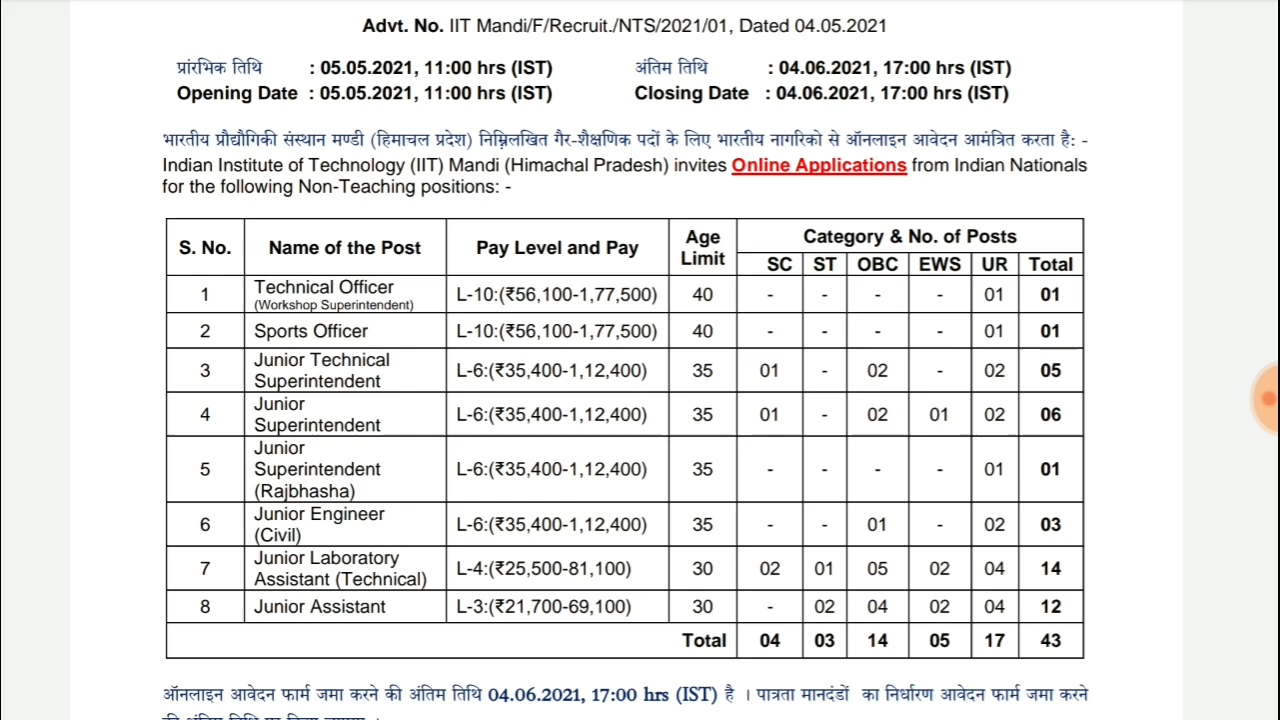 Advt. No. IIT Mandi/F/Recruit./NTS/2021/01, Dated 04.05.2021
प्रारंभिक तिथि : 05.05.2021, 11:00 hrs (IST) अंतिम तिथि : 04.06.2021, 17:00 hrs (IST)
Opening Date : 05.05.2021, 11:00 hrs (IST) Closing Date : 04.06.2021, 17:00 hrs (IST)
भारतीय प्रौद्यौगिकी संस्थान मण्डी (हिमाचल प्रदेश) निम्नलिखित गैर-शैक्षणिक पदों के लिए भारतीय नागरिको से ऑनलाइन आवेदन आमंत्रित करता है: -
Indian Institute of Technology (IIT) Mandi (Himachal Pradesh) invites Online Applications from Indian Nationals
for the following Non-Teaching positions: -
S. No. Name of the Post Pay Level and Pay Age Limit Category & No. of Posts
SC ST OBC EWS UR Total
1 Technical Officer (Workshop Superintendent) L-10:(₹56,100-1,77,500) 40 - - - - 01 01
2 Sports Officer L-10:(₹56,100-1,77,500) 40 - - - - 01 01
3 Junior Technical Superintendent L-6:(₹35,400-1,12,400) 35 01 - 02 - 02 05
4 Junior Superintendent L-6:(₹35,400-1,12,400) 35 01 - 02 01 02 06
5 Junior Superintendent (Rajbhasha) L-6:(₹35,400-1,12,400) 35 - - - - 01 01
6 Junior Engineer (Civil) L-6:(₹35,400-1,12,400) 35 - - 01 - 02 03
7 Junior Laboratory Assistant (Technical) L-4:(₹25,500-81,100) 30 02 01 05 02 04 14
8 Junior Assistant L-3:(₹21,700-69,100) 30 - 02 04 02 04 12
Total 04 03 14 05 17 43
ऑनलाइन आवेदन फार्म जमा करने की अंतिम तिथि 04.06.2021, 17:00 hrs (IST) है । पात्रता मानदंडों का निर्धारण आवेदन फार्म जमा करने